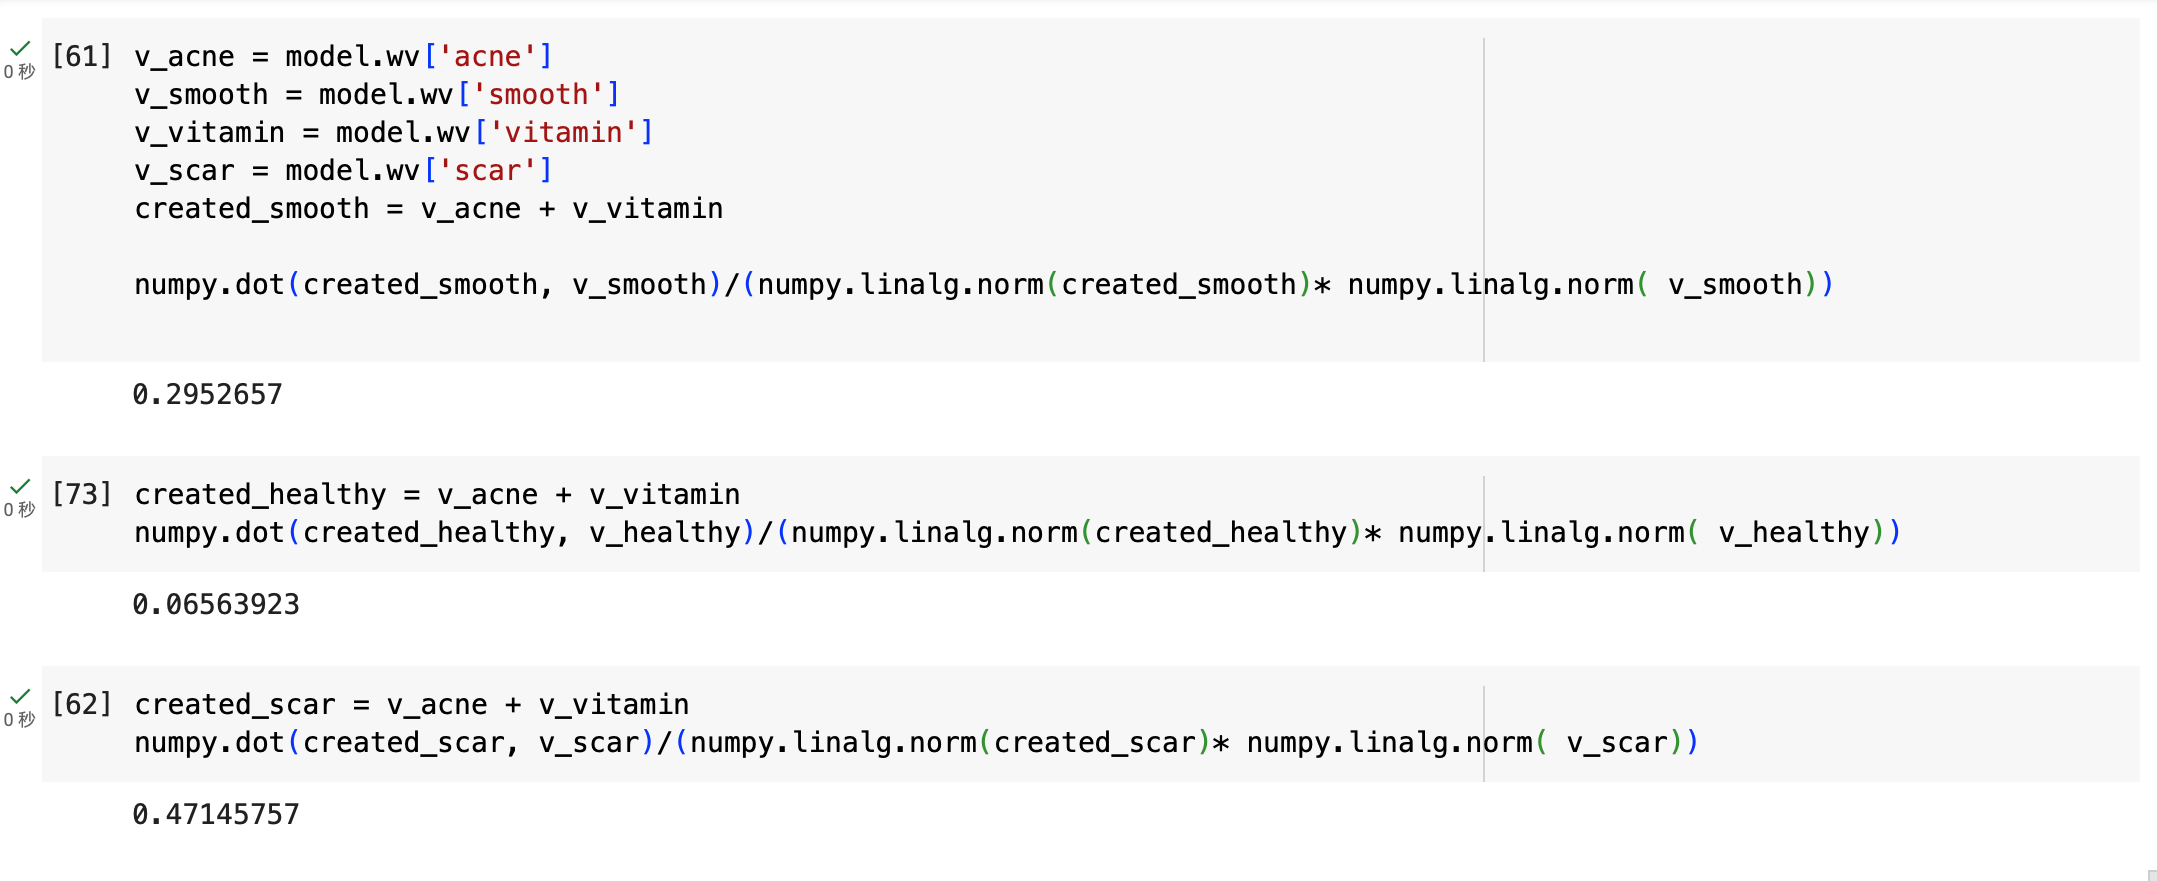 [61] v_acne = model.wv['acne']
0 秒
v_smooth = model.wv['smooth']
v_vitamin = model.wv['vitamin']
v_scar = model.wv['scar']
created_smooth = v_acne + v_vitamin
numpy.dot(created_smooth, v_smooth)/(numpy.linalg.norm(created_smooth)* numpy.linalg.norm( v_smooth))
0.2952657
[73] created_healthy = v_acne + v_vitamin
0 秒
numpy.dot(created_healthy, v_healthy)/(numpy.linalg.norm(created_healthy)* numpy.linalg.norm( v_healthy))
0.06563923
[62] created_scar = v_acne + v_vitamin
0 秒
numpy.dot(created_scar, v_scar)/(numpy.linalg.norm(created_scar)* numpy.linalg.norm( v_scar))
0.47145757